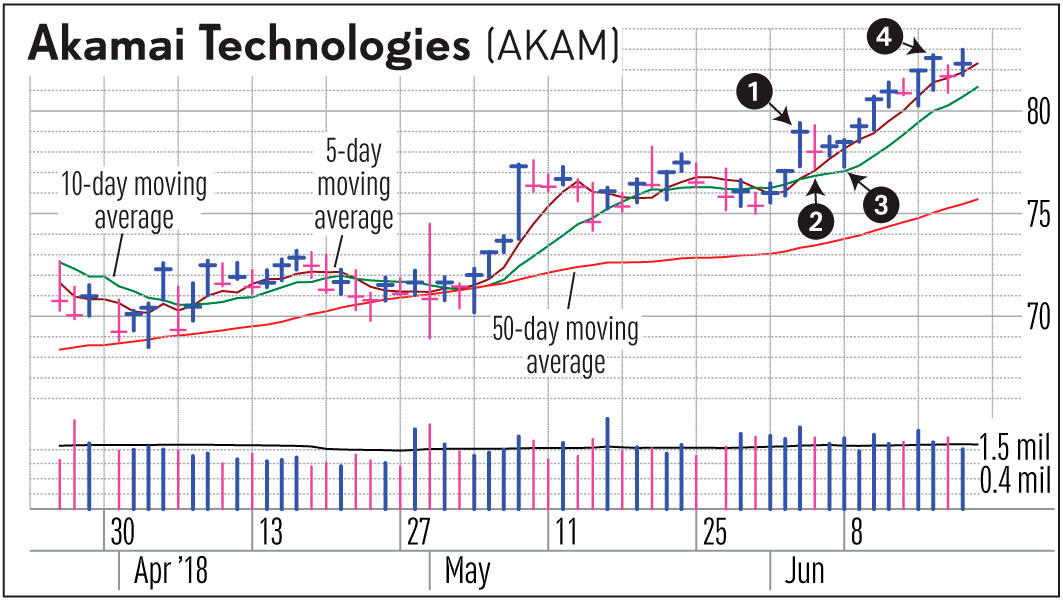 Akamai Technologies (AKAM)
4
1
80
5-day
moving
average
10-day moving
average
2
3
75
70
50-day moving
average
1.5 mil
0.4 mil
30
13
27
11
25
8
Apr ’18
May
Jun